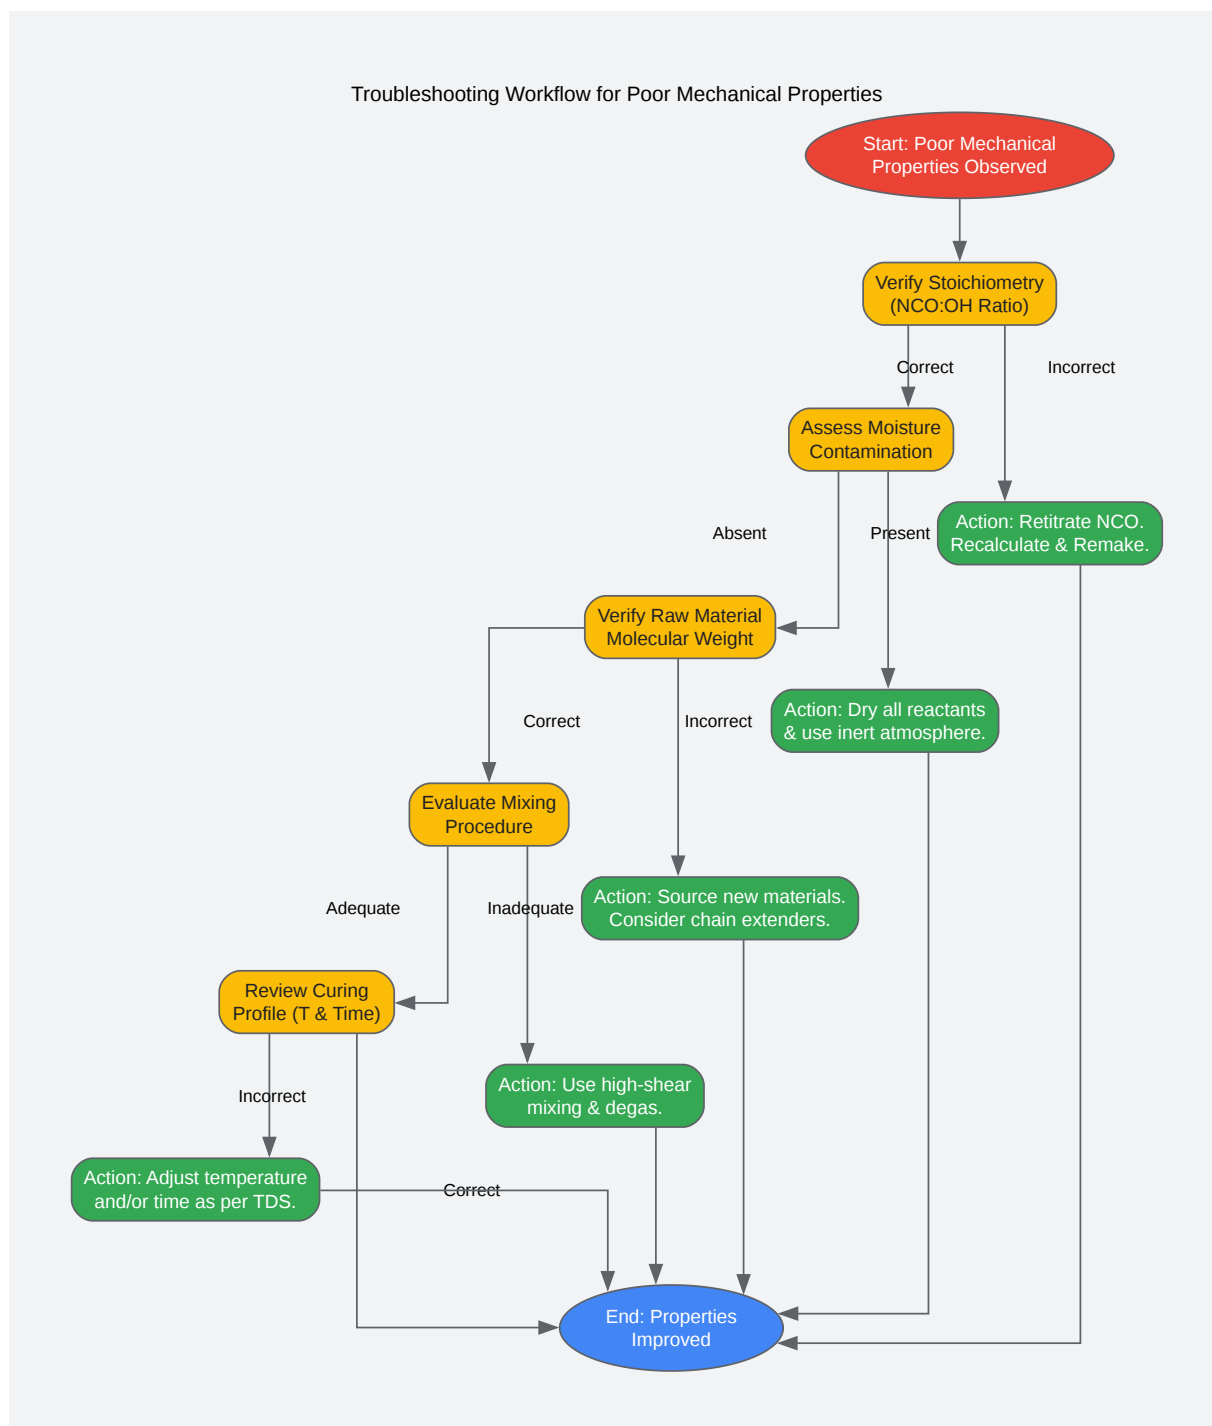 Troubleshooting Workflow for Poor Mechanical Properties
Start: Poor Mechanical
Properties Observed
Verify Stoichiometry
(NCO:OH Ratio)
Correct
Incorrect
Assess Moisture
Contamination
Absent
Present
Action: Retitrate NCO.
Recalculate & Remake.
Verify Raw Material
Molecular Weight
Correct
Incorrect
Action: Dry all reactants
& use inert atmosphere.
Evaluate Mixing
Procedure
Adequate
Inadequate
Action: Source new materials.
Consider chain extenders.
Review Curing
Profile (T & Time)
Incorrect
Action: Use high-shear
mixing & degas.
Action: Adjust temperature
and/or time as per TDS.
Correct
End: Properties
Improved